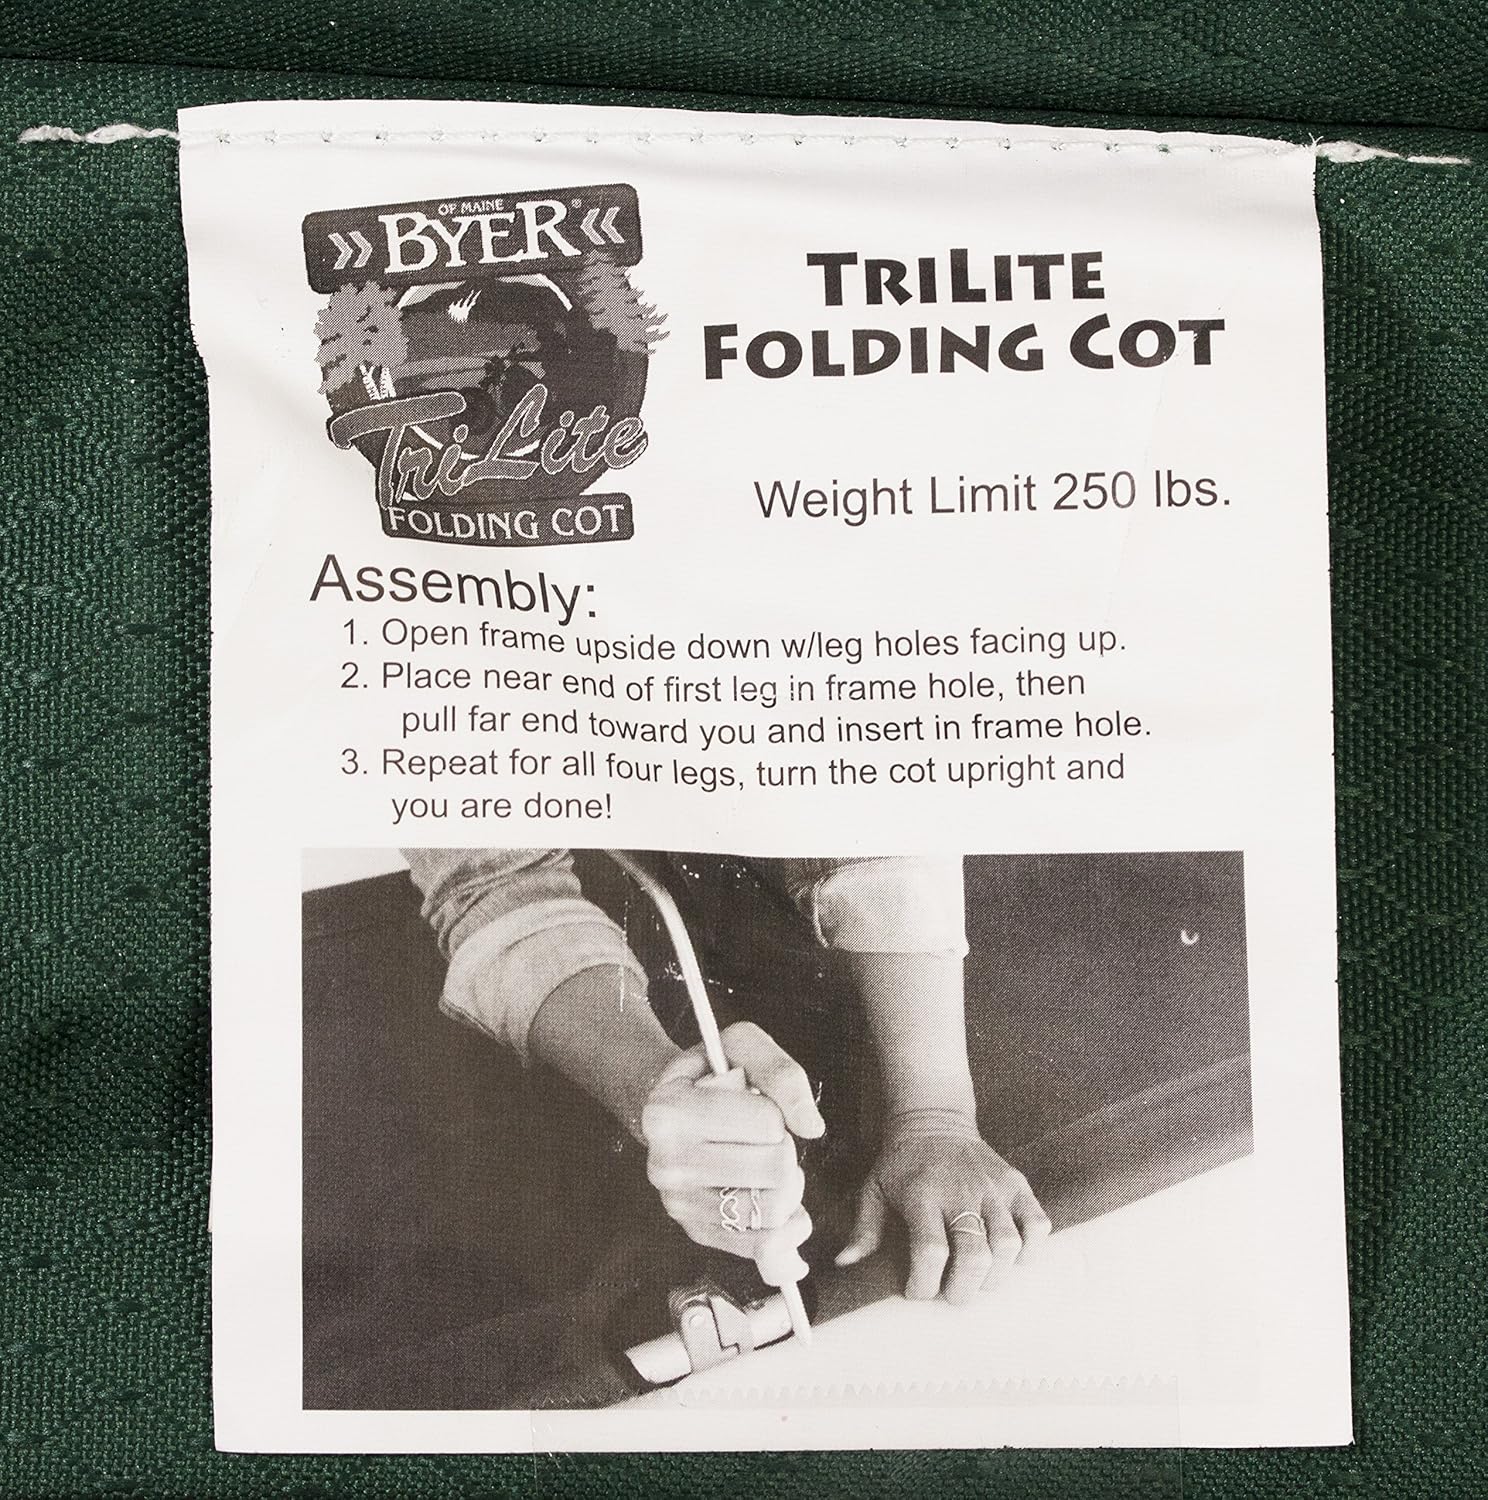 OF MAINE
»BYER®«
TriLite
FOLDING COT
TRILITE
FOLDING COT
Weight Limit 250 lbs.
Assembly:
1. Open frame upside down w/leg holes facing up.
2. Place near end of first leg in frame hole, then
pull far end toward you and insert in frame hole.
3. Repeat for all four legs, turn the cot upright and
you are done!